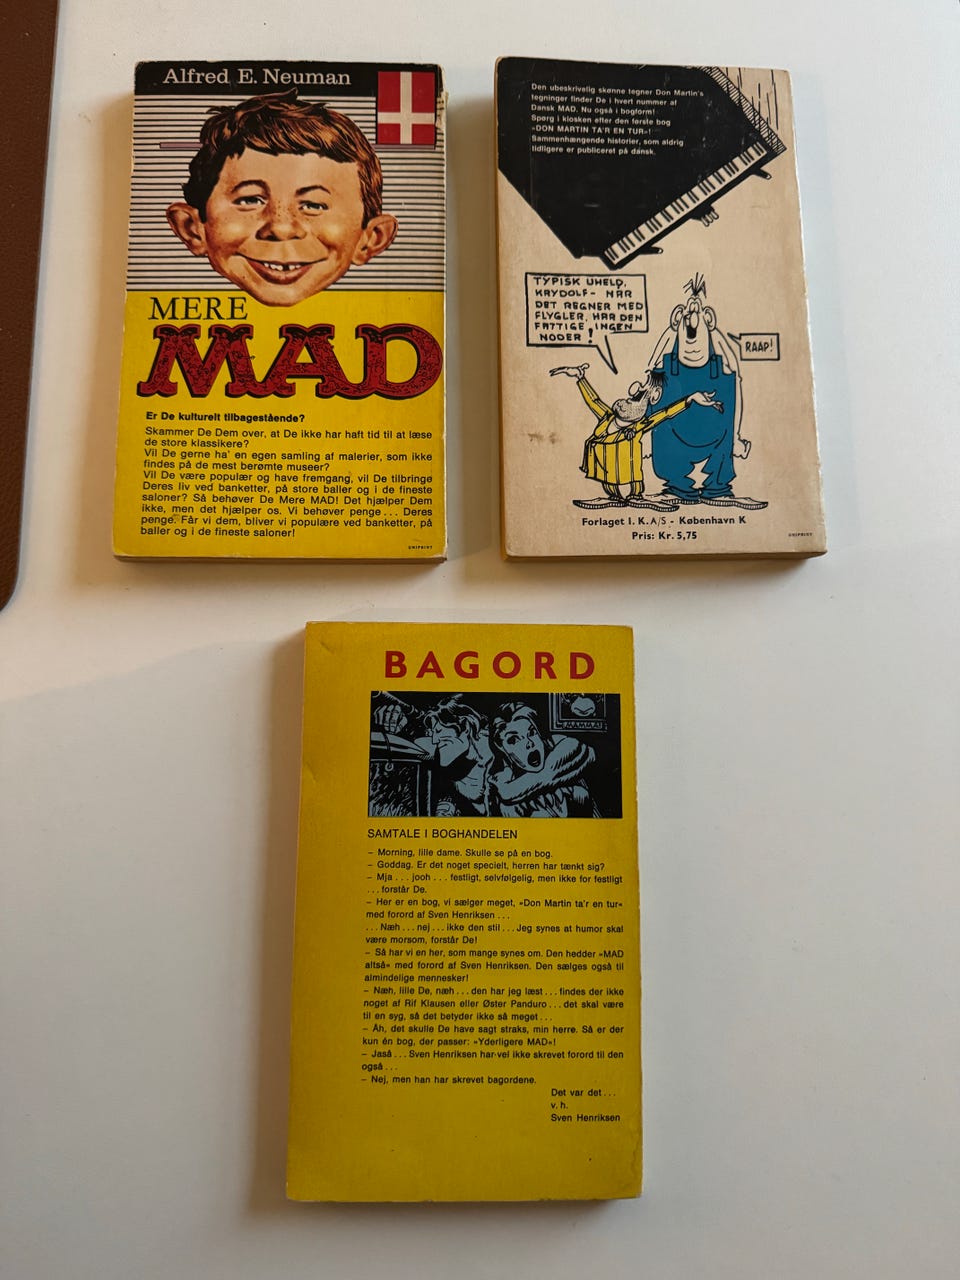 Alfred E. Neuman
MERE
MAD
Er De kulturelt tilbagestående?
Skammer De Dem over, at De ikke har haft tid til at læse
de store klassikere?
Vil De gerne ha' en egen samling af malerier, som ikke
findes på de mest berømte museer?
Vil De være populær og have fremgang, vil De tilbringe
Deres liv ved banketter, på store baller og i de fineste
saloner? Så behøver De Mere MAD! Det hjælper Dem
ikke, men det hjælper os. Vi behøver penge... Deres
penge. Får vi dem, bliver vi populære ved banketter, på
baller og i de fineste saloner!
UNIPRINT
Den ubeskrivelig skønne tegner Don Martin's
tegninger finder De i hvert nummer af
Dansk MAD. Nu også i bogform!
Spørg i kiosken efter den første bog
»DON MARTIN TA'R EN TUR«!
Sammenhængende historier, som aldrig
tidligere er publiceret på dansk.
TYPISK UHELD,
KAYDOLF- NÅR
DET REGNER MED
FLYGLER, HAR DEN
FATTIGE INGEN
NODER!
RAAP!
Forlaget I.K.A/S - København K
Pris: Kr. 5,75
UNIPRINT
BAGORD
MAMMA!
SAMTALE I BOGHANDELEN
– Morning, lille dame. Skulle se på en bog.
– Goddag. Er det noget specielt, herren har tænkt sig?
– Mja ... jooh ... festligt, selvfølgelig, men ikke for festligt
... forstår De.
– Her er en bog, vi sælger meget, »Don Martin ta'r en tur«
med forord af Sven Henriksen ...
... Næh ... nej ... ikke den stil ... Jeg synes at humor skal
være morsom, forstår De!
– Så har vi en her, som mange synes om. Den hedder »MAD
altså« med forord af Sven Henriksen. Den sælges også til
almindelige mennesker!
– Næh, lille De, næh ... den har jeg læst ... findes der ikke
noget af Rif Klausen eller Øster Panduro ... det skal være
til en syg, så det betyder ikke så meget ...
– Åh, det skulle De have sagt straks, min herre. Så er der
kun én bog, der passer: »Yderligere MAD«!
– Jaså ... Sven Henriksen har vel ikke skrevet forord til den
også ...
– Nej, men han har skrevet bagordene.
Det var det ...
v. h.
Sven Henriksen